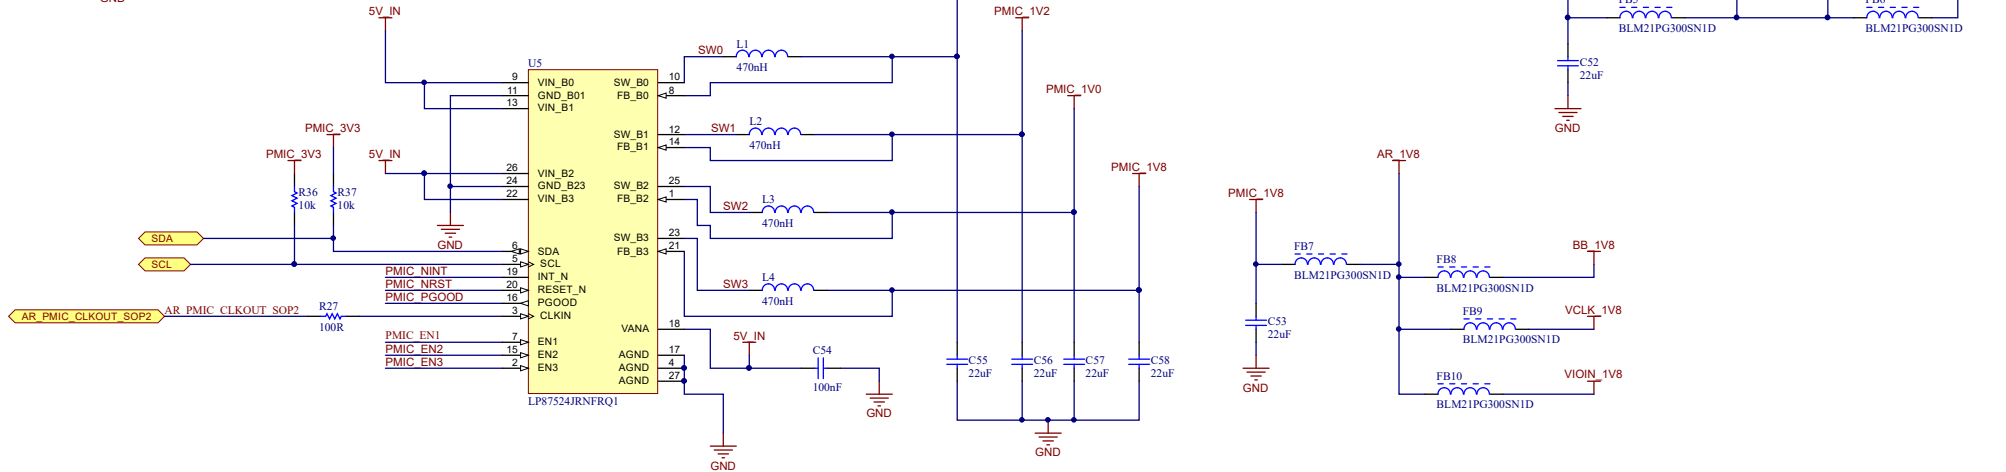 GND
5V_IN
PMIC_1V2
FB5
BLM21PG300SN1D
FB6
BLM21PG300SN1D
C52
22uF
GND
SW0
L1
470nH
U5
9 VIN_B0
11 GND_B01
13 VIN_B1
SW_B0 10
FB_B0 8
PMIC_1V0
SW1
L2
470nH
SW_B1 12
FB_B1 14
PMIC_3V3
PMIC_3V3
5V_IN
26 VIN_B2
24 GND_B23
22 VIN_B3
SW_B2 25
FB_B2 1
SW2
L3
470nH
PMIC_1V8
R36
10k
R37
10k
GND
SW_B3 23
FB_B3 21
SW3
L4
470nH
SDA
SCL
6 SDA
5 SCL
PMIC_NINT 19 INT_N
PMIC_NRST 20 RESET_N
PMIC_PGOOD 16 PGOOD
AR_PMIC_CLKOUT_SOP2
AR_PMIC_CLKOUT_SOP2
R27
100R
3 CLKIN
PMIC_EN1 7 EN1
PMIC_EN2 15 EN2
PMIC_EN3 2 EN3
VANA 18
AGND 17
AGND 4
AGND 27
LP87524JRNFRQ1
5V_IN
C54
100nF
GND
GND
C55
22uF
C56
22uF
C57
22uF
C58
22uF
GND
PMIC_1V8
AR_1V8
FB7
BLM21PG300SN1D
C53
22uF
GND
BB_1V8
FB8
BLM21PG300SN1D
VCLK_1V8
FB9
BLM21PG300SN1D
VIOIN_1V8
FB10
BLM21PG300SN1D